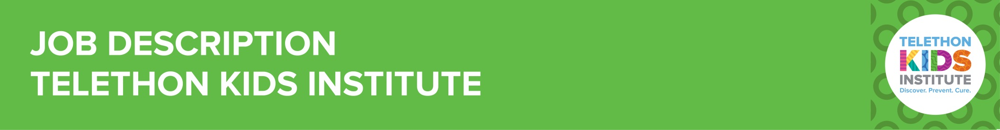 JOB DESCRIPTION
TELETHON KIDS INSTITUTE
TELETHON
KIDS
INSTITUTE
Discover. Prevent. Cure.